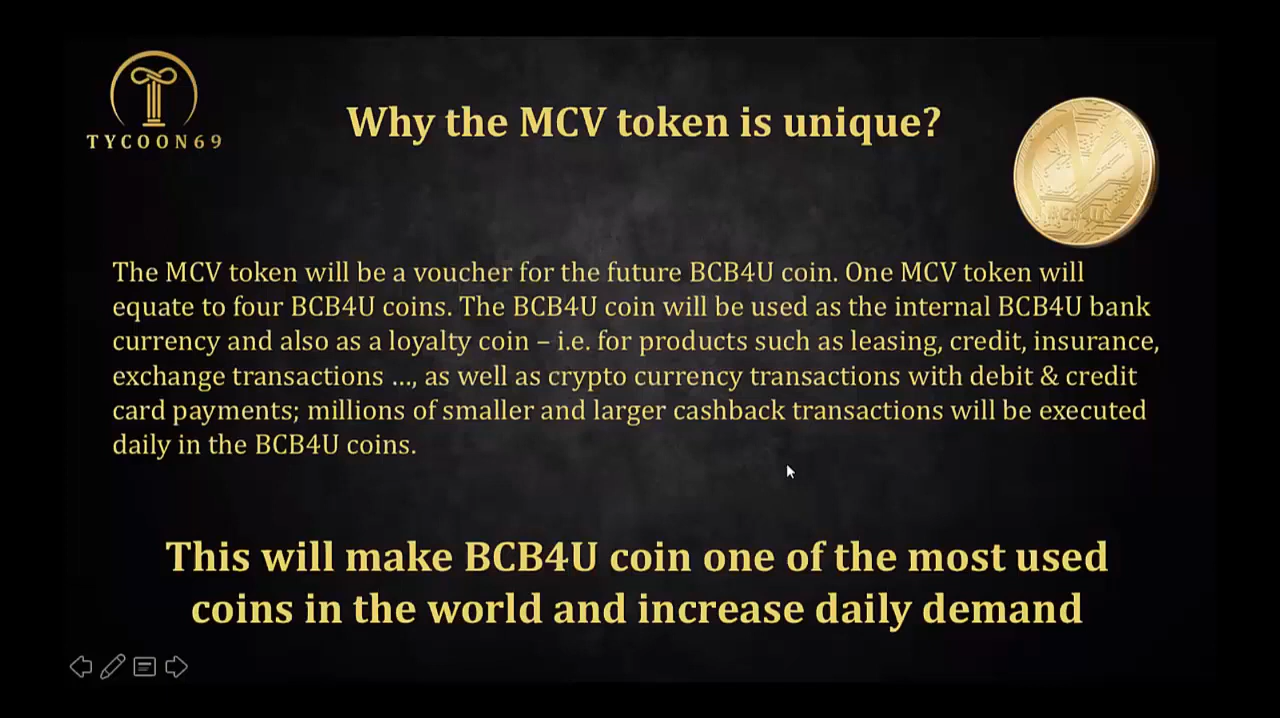 TYCOON69
Why the MCV token is unique?
BCB4U
The MCV token will be a voucher for the future BCB4U coin. One MCV token will
equate to four BCB4U coins. The BCB4U coin will be used as the internal BCB4U bank
currency and also as a loyalty coin – i.e. for products such as leasing, credit, insurance,
exchange transactions ..., as well as crypto currency transactions with debit & credit
card payments; millions of smaller and larger cashback transactions will be executed
daily in the BCB4U coins.
This will make BCB4U coin one of the most used
coins in the world and increase daily demand